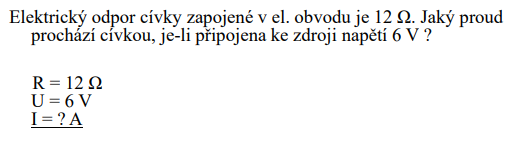 Elektrický odpor cívky zapojené v el. obvodu je 12 Ω. Jaký proud
prochází cívkou, je-li připojena ke zdroji napětí 6 V ?
R = 12 Ω
U = 6 V
I = ? A